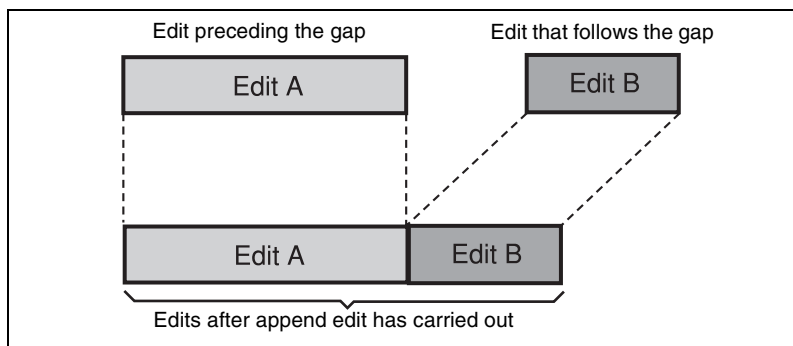 Edit preceding the gap
Edit that follows the gap
Edit A
Edit B
Edit A
Edit B
Edits after append edit has carried out